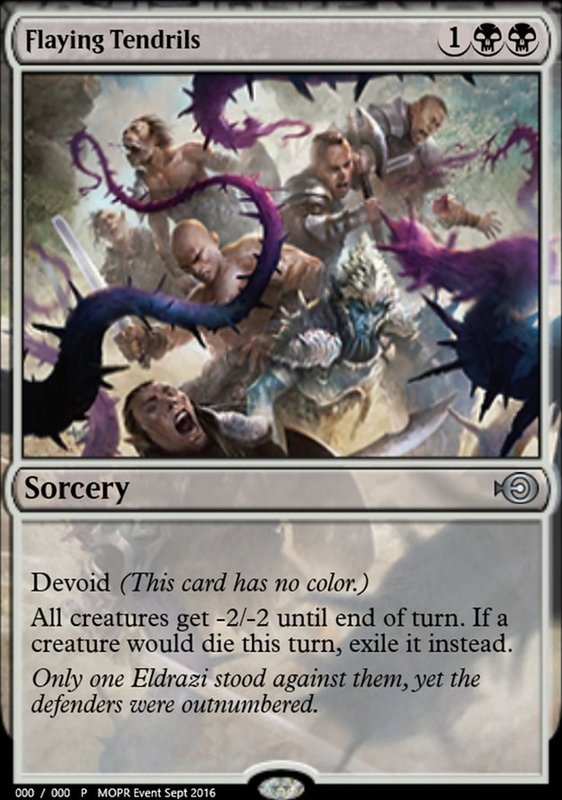 Flaying Tendrils 1
Sorcery
Devoid (This card has no color.)
All creatures get -2/-2 until end of turn. If a
creature would die this turn, exile it instead.
Only one Eldrazi stood against them, yet the
defenders were outnumbered.
000 / 000 P MOPR Event Sept 2016